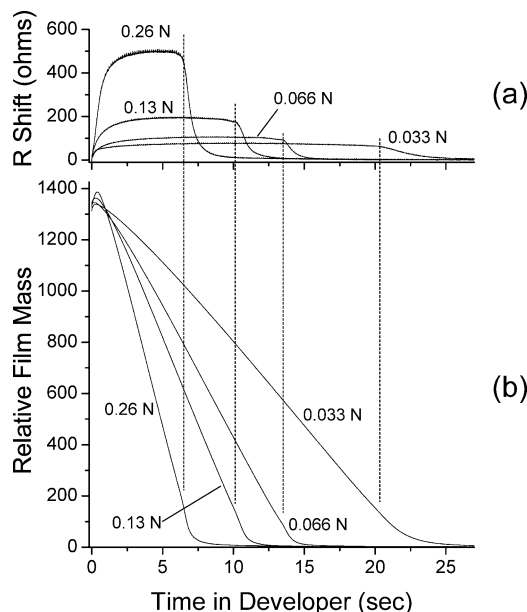 600
400
200
0
R Shift (ohms)
0.26 N
0.13 N
0.066 N
0.033 N
(a)
1400
1200
1000
800
600
400
200
0
Relative Film Mass
0.26 N
0.13 N
0.066 N
0.033 N
(b)
0 5 10 15 20 25
Time in Developer (sec)